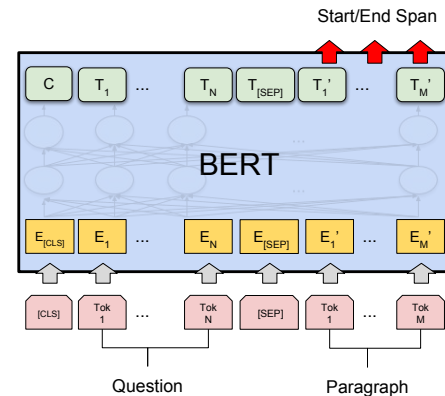 Start/End Span
C T1 ... TN T[SEP] T1' ... TM'
...
BERT
...
E[CLS] E1 ... EN E[SEP] E1' ... EM'
[CLS] Tok 1 ... Tok N [SEP] Tok 1 ... Tok M
Question Paragraph